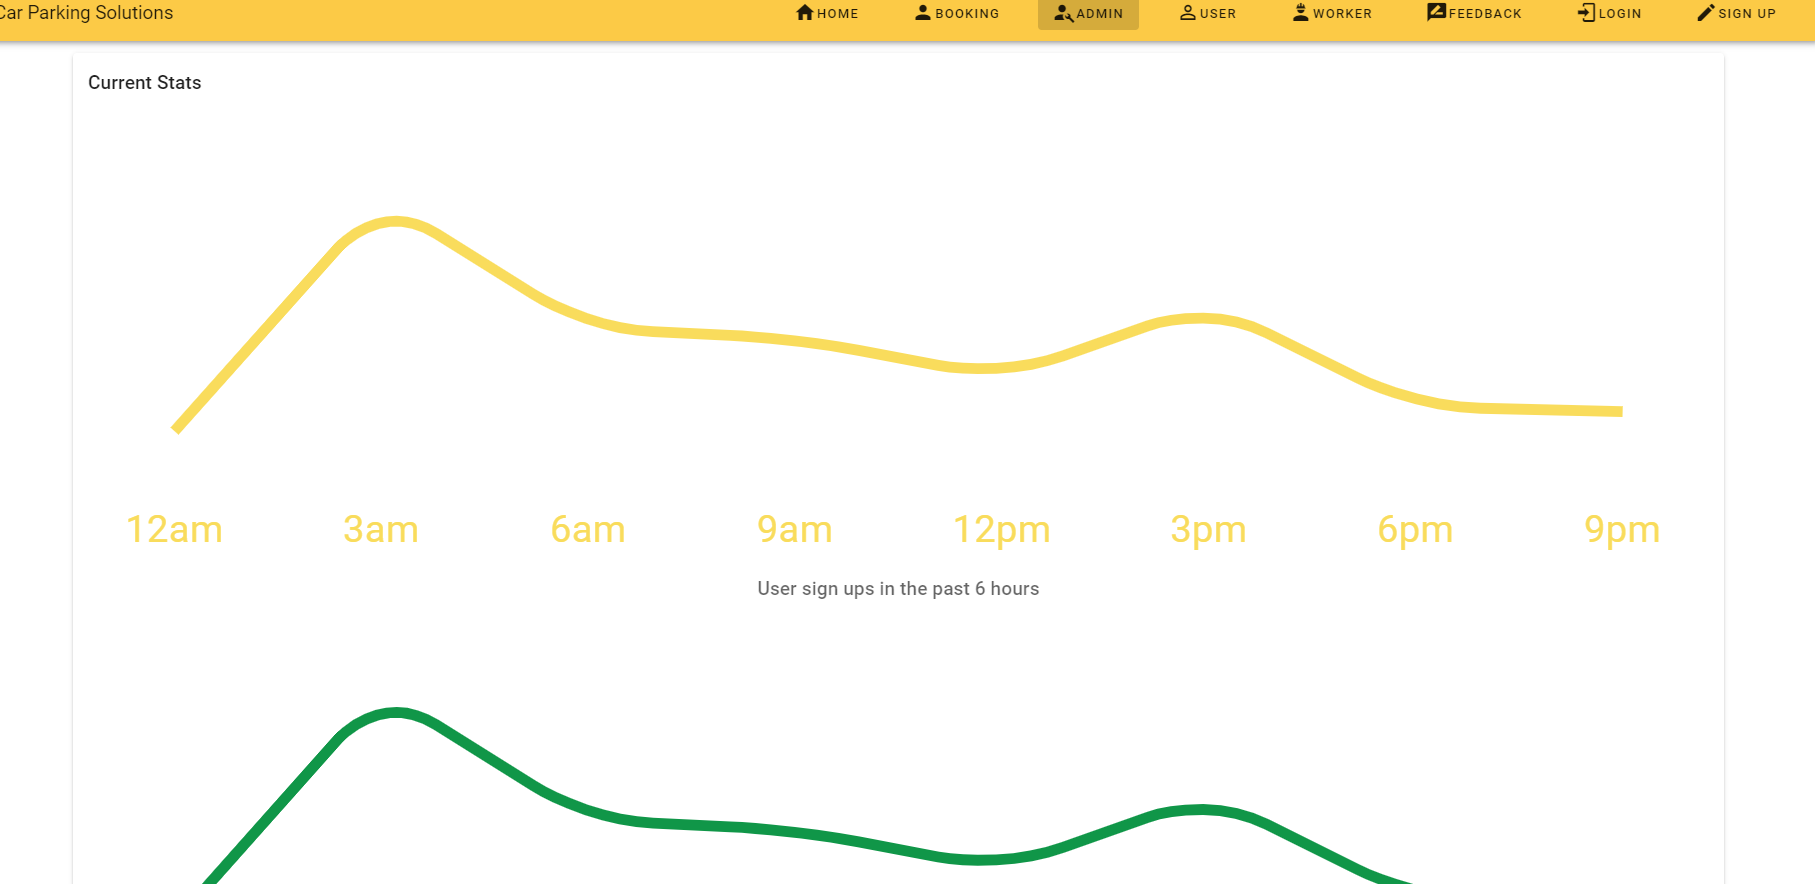 Car Parking Solutions
HOME BOOKING ADMIN USER WORKER FEEDBACK LOGIN SIGN UP
Current Stats
12am 3am 6am 9am 12pm 3pm 6pm 9pm
User sign ups in the past 6 hours